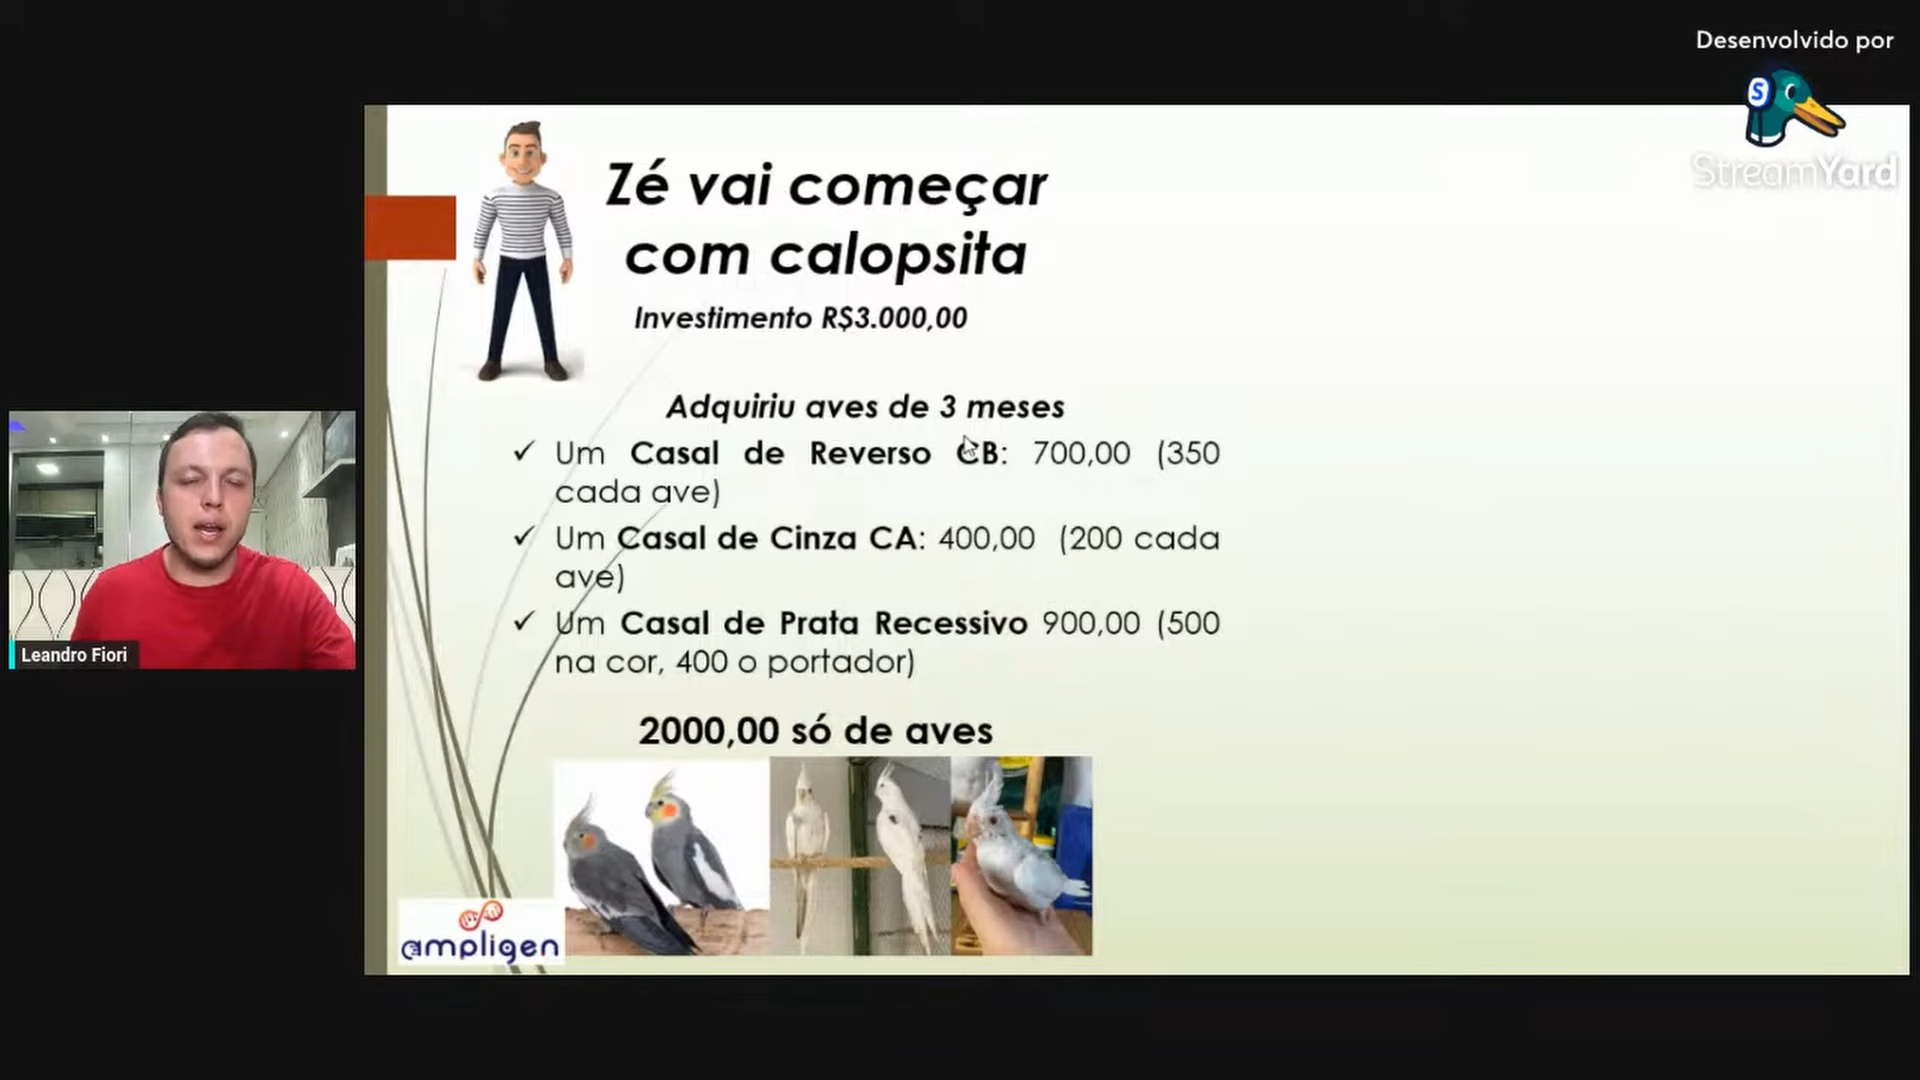 Desenvolvido por
S
StreamYard
Zé vai começar
com calopsita
Investimento R$3.000,00
Adquiriu aves de 3 meses
✓ Um Casal de Reverso CB: 700,00 (350
cada ave)
✓ Um Casal de Cinza CA: 400,00 (200 cada
ave)
✓ Um Casal de Prata Recessivo 900,00 (500
na cor, 400 o portador)
2000,00 só de aves
Leandro Fiori
ampligen